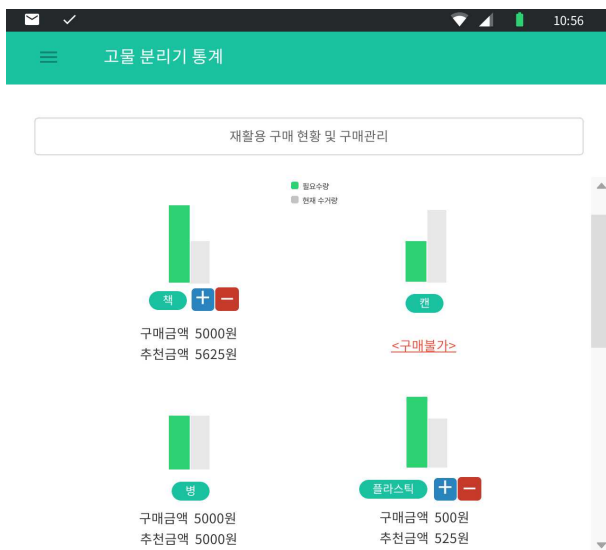 10:56
고물 분리기 통계
재활용 구매 현황 및 구매관리
필요수량
현재 수거량
책 + −
구매금액 5000원
추천금액 5625원
캔
<구매불가>
병
구매금액 5000원
추천금액 5000원
플라스틱 + −
구매금액 500원
추천금액 525원